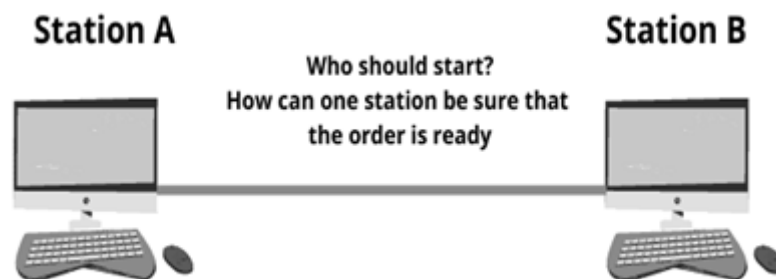 Station A
Station B
Who should start?
How can one station be sure that
the order is ready